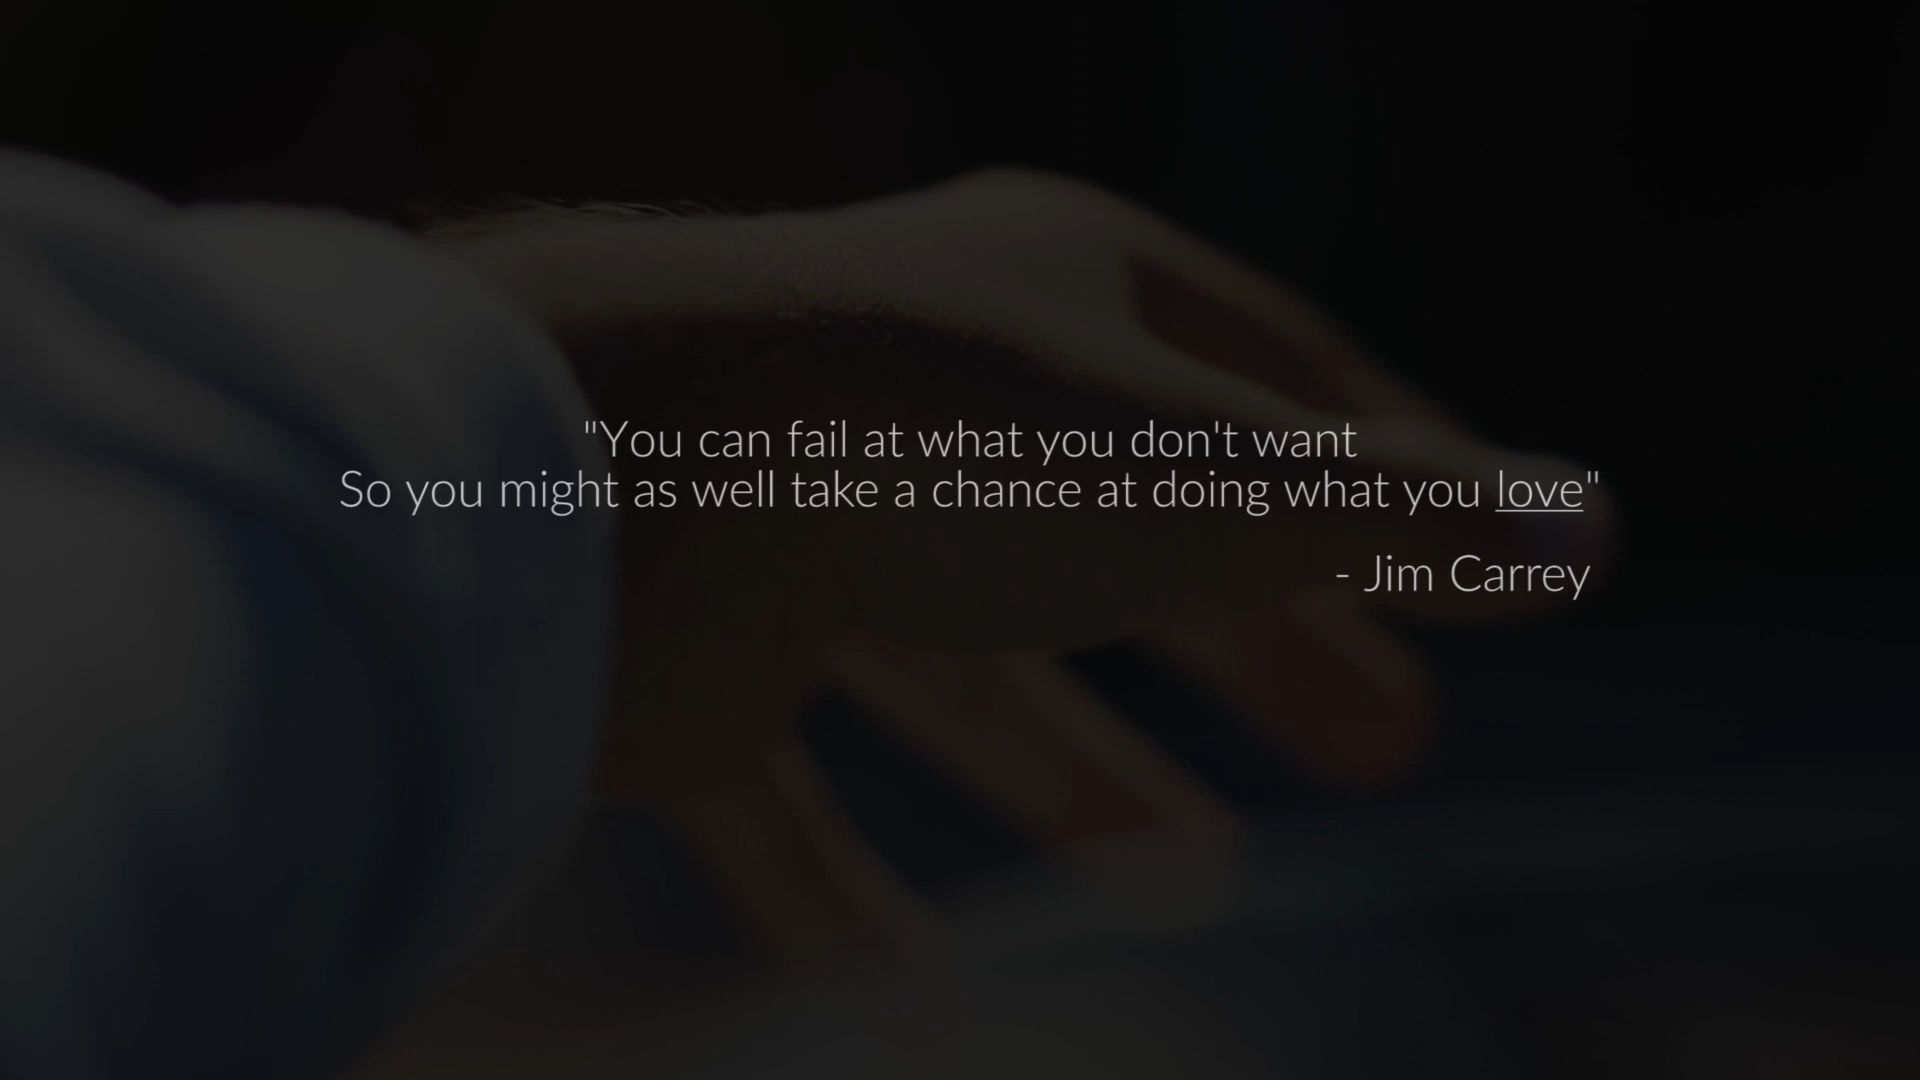 "You can fail at what you don't want
So you might as well take a chance at doing what you love"
- Jim Carrey